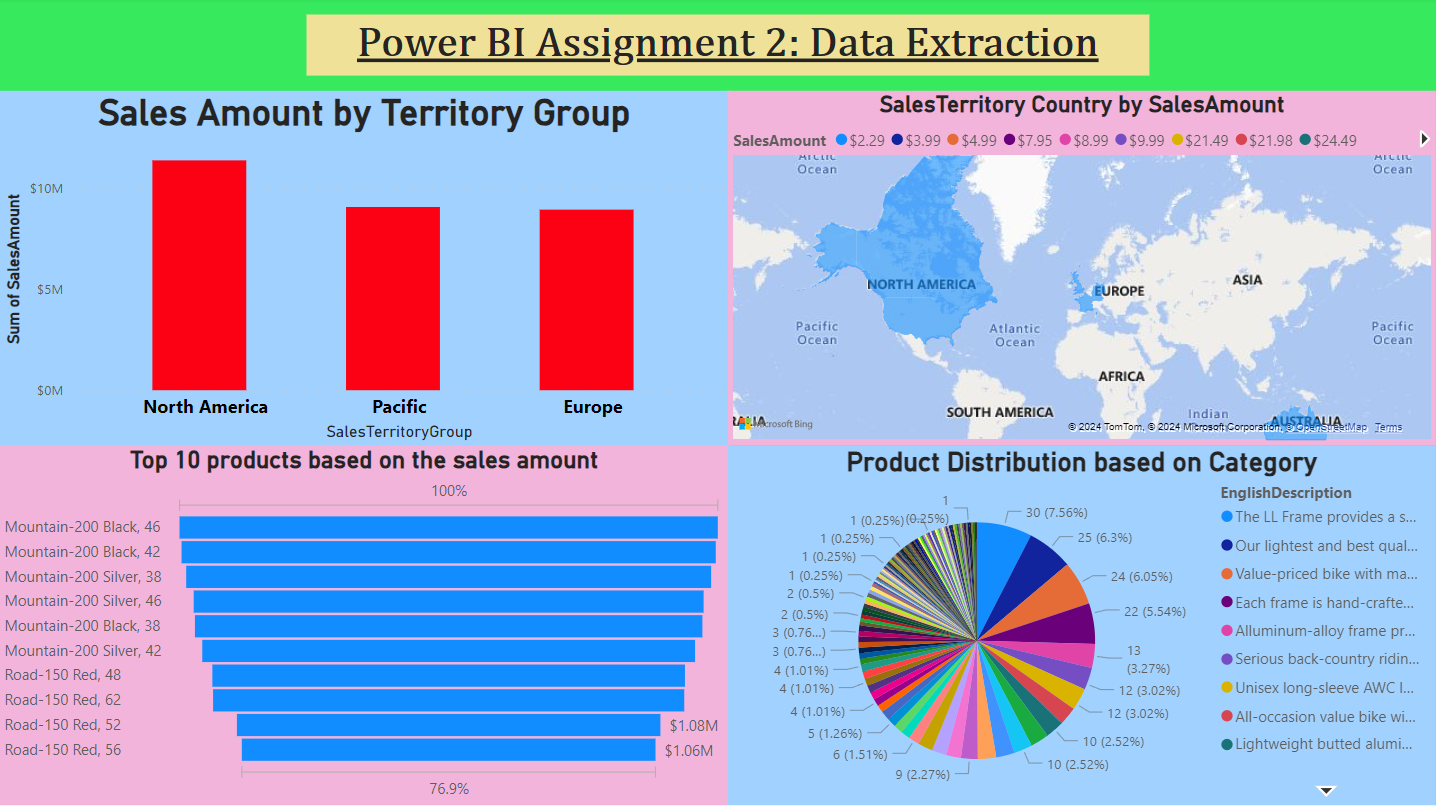 Power BI Assignment 2: Data Extraction
Sales Amount by Territory Group
Sum of SalesAmount
$10M
$5M
$0M
North America
Pacific
Europe
SalesTerritoryGroup
SalesTerritory Country by SalesAmount
SalesAmount $2.29 $3.99 $4.99 $7.95 $8.99 $9.99 $21.49 $21.98 $24.49
Arctic
Ocean
Arctic
Ocean
NORTH AMERICA
EUROPE
ASIA
Pacific
Ocean
Atlantic
Ocean
Pacific
Ocean
AFRICA
SOUTH AMERICA
Indian
RALIA
AUSTRALIA
Microsoft Bing
© 2024 TomTom, © 2024 Microsoft Corporation, © OpenStreetMap Terms
Top 10 products based on the sales amount
100%
Mountain-200 Black, 46
Mountain-200 Black, 42
Mountain-200 Silver, 38
Mountain-200 Silver, 46
Mountain-200 Black, 38
Mountain-200 Silver, 42
Road-150 Red, 48
Road-150 Red, 62
Road-150 Red, 52 $1.08M
Road-150 Red, 56 $1.06M
76.9%
Product Distribution based on Category
30 (7.56%)
25 (6.3%)
24 (6.05%)
22 (5.54%)
13
(3.27%)
12 (3.02%)
12 (3.02%)
10 (2.52%)
10 (2.52%)
9 (2.27%)
6 (1.51%)
5 (1.26%)
4 (1.01%)
4 (1.01%)
4 (1.01%)
3 (0.76...)
3 (0.76...)
2 (0.5%)
2 (0.5%)
1 (0.25%)
1 (0.25%)
1 (0.25%)
1 (0.25%)
1
(0.25%)
EnglishDescription
The LL Frame provides a s...
Our lightest and best qual...
Value-priced bike with ma...
Each frame is hand-crafte...
Alluminum-alloy frame pr...
Serious back-country ridin...
Unisex long-sleeve AWC l...
All-occasion value bike wi...
Lightweight butted alumi...